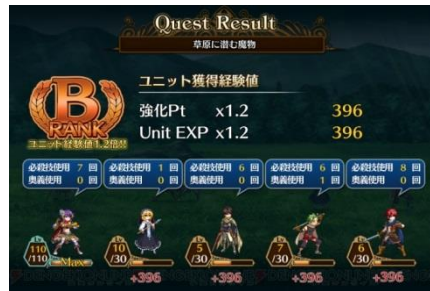 Quest Result
草原に潜む魔物
B
RANK
ユニット経験値1.2倍!!
ユニット獲得経験値
強化Pt x1.2 396
Unit EXP x1.2 396
必殺技使用 7 回
奥義使用 0 回
必殺技使用 1 回
奥義使用 0 回
必殺技使用 6 回
奥義使用 0 回
必殺技使用 6 回
奥義使用 1 回
必殺技使用 8 回
奥義使用 0 回
Lv 110/110 Max
Lv 10/30 +396
Lv 5/30 +396
Lv 7/30 +396
Lv 6/30 +396